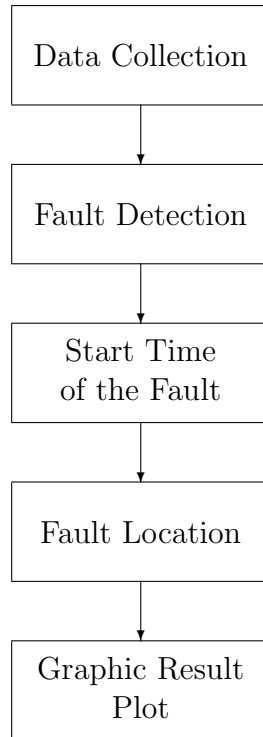 Data Collection
Fault Detection
Start Time
of the Fault
Fault Location
Graphic Result
Plot